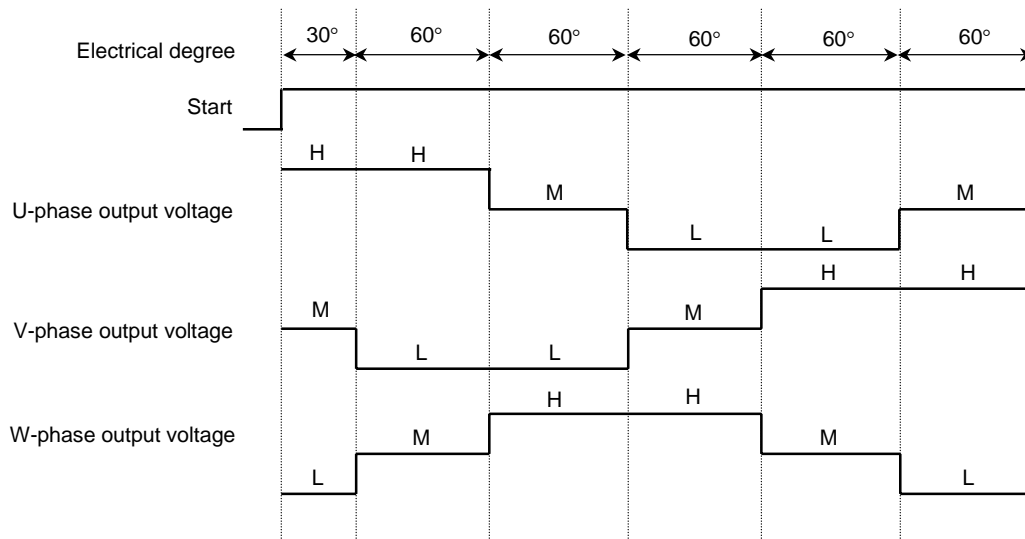 Electrical degree 30° 60° 60° 60° 60° 60°
Start
H H
M M
U-phase output voltage
L L
H H
M M
V-phase output voltage
L L
H H
W-phase output voltage
M M
L L